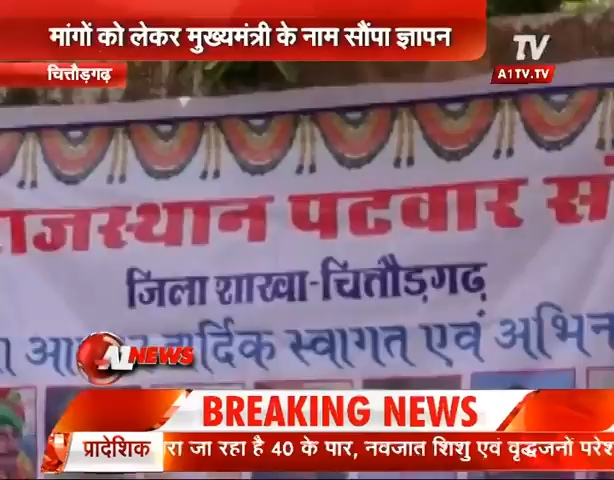 मांगों को लेकर मुख्यमंत्री के नाम सौंपा ज्ञापन
चित्तौड़गढ़
TV
A1TV.TV
राजस्थान पटवार सं
जिला शाखा-चित्तौड़गढ़
हार्दिक स्वागत एवं अभिन
A1 NEWS
BREAKING NEWS
प्रादेशिक रा जा रहा है 40 के पार, नवजात शिशु एवं वृद्धजनों परेश